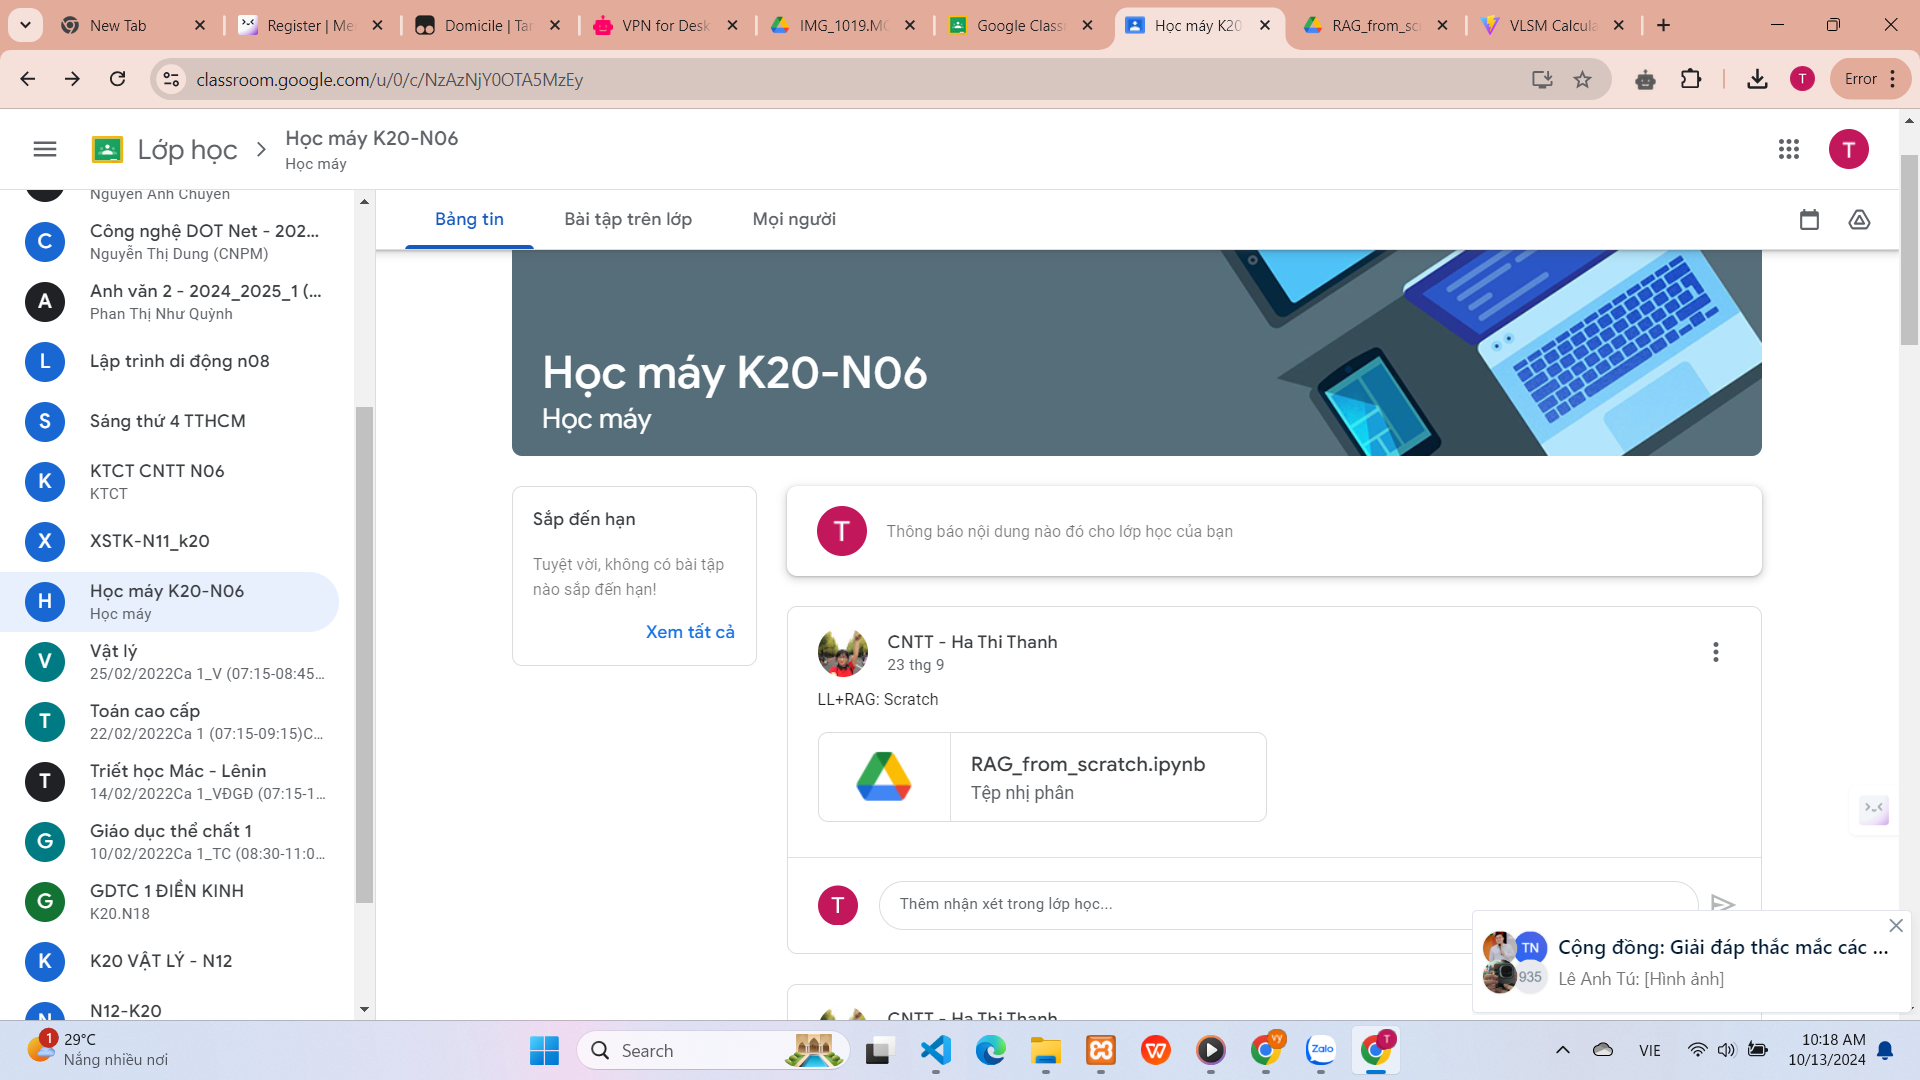 New Tab
Register | Me
Domicile | Tar
VPN for Desk
IMG_1019.MO
Google Class
Học máy K20
RAG_from_scr
VLSM Calcula
classroom.google.com/u/0/c/NzAzNjY0OTA5MzEy
T
Error
Lớp học
Học máy K20-N06
Học máy
T
Nguyễn Anh Chuyên
C
Công nghệ DOT Net - 202...
Nguyễn Thị Dung (CNPM)
A
Anh văn 2 - 2024_2025_1 (...
Phan Thị Như Quỳnh
L
Lập trình di động n08
S
Sáng thứ 4 TTHCM
K
KTCT CNTT N06
KTCT
X
XSTK-N11_k20
H
Học máy K20-N06
Học máy
V
Vật lý
25/02/2022Ca 1_V (07:15-08:45...
T
Toán cao cấp
22/02/2022Ca 1 (07:15-09:15)C...
T
Triết học Mác - Lênin
14/02/2022Ca 1_VĐGĐ (07:15-1...
G
Giáo dục thể chất 1
10/02/2022Ca 1_TC (08:30-11:0...
G
GDTC 1 ĐIỀN KINH
K20.N18
K
K20 VẬT LÝ - N12
N
N12-K20
Bảng tin
Bài tập trên lớp
Mọi người
Học máy K20-N06
Học máy
Sắp đến hạn
Tuyệt vời, không có bài tập
nào sắp đến hạn!
Xem tất cả
T
Thông báo nội dung nào đó cho lớp học của bạn
CNTT - Ha Thi Thanh
23 thg 9
LL+RAG: Scratch
RAG_from_scratch.ipynb
Tệp nhị phân
T
Thêm nhận xét trong lớp học...
CNTT - Ha Thi Thanh
TN
935
Cộng đồng: Giải đáp thắc mắc các ...
Lê Anh Tú: [Hình ảnh]
1
29°C
Nắng nhiều nơi
Search
vy
Zalo
T
VIE
10:18 AM
10/13/2024